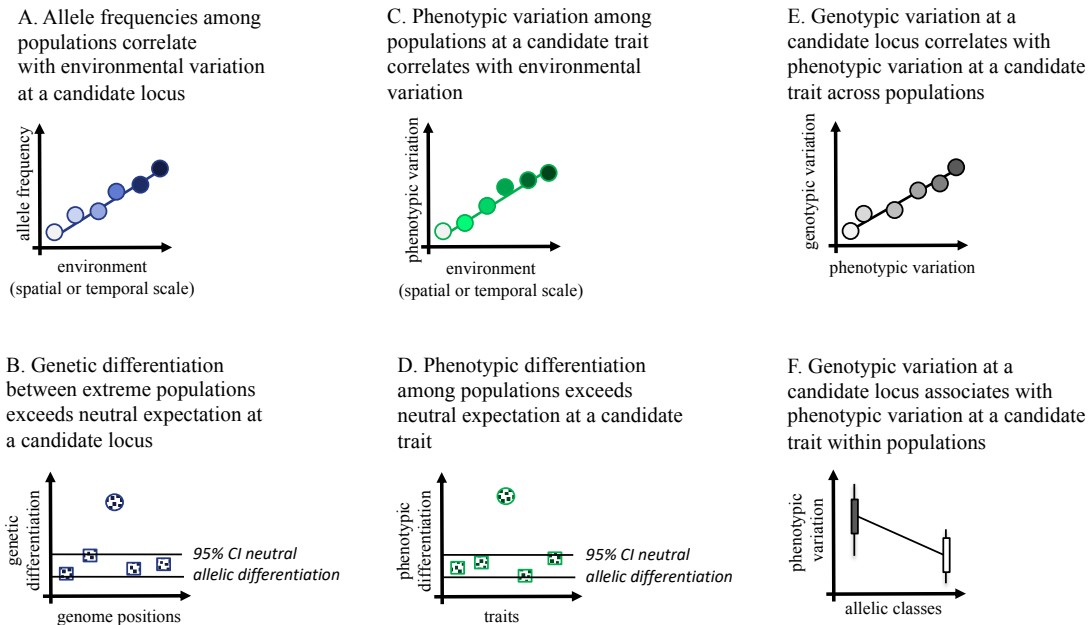 A. Allele frequencies among
populations correlate
with environmental variation
at a candidate locus
allele frequency
environment
(spatial or temporal scale)
C. Phenotypic variation among
populations at a candidate trait
correlates with environmental
variation
phenotypic variation
environment
(spatial or temporal scale)
E. Genotypic variation at a
candidate locus correlates with
phenotypic variation at a candidate
trait across populations
genotypic variation
phenotypic variation
B. Genetic differentiation
between extreme populations
exceeds neutral expectation at
a candidate locus
genetic
differentiation
95% CI neutral
allelic differentiation
genome positions
D. Phenotypic differentiation
among populations exceeds
neutral expectation at a candidate
trait
phenotypic
differentiation
95% CI neutral
allelic differentiation
traits
F. Genotypic variation at a
candidate locus associates with
phenotypic variation at a candidate
trait within populations
phenotypic
variation
allelic classes